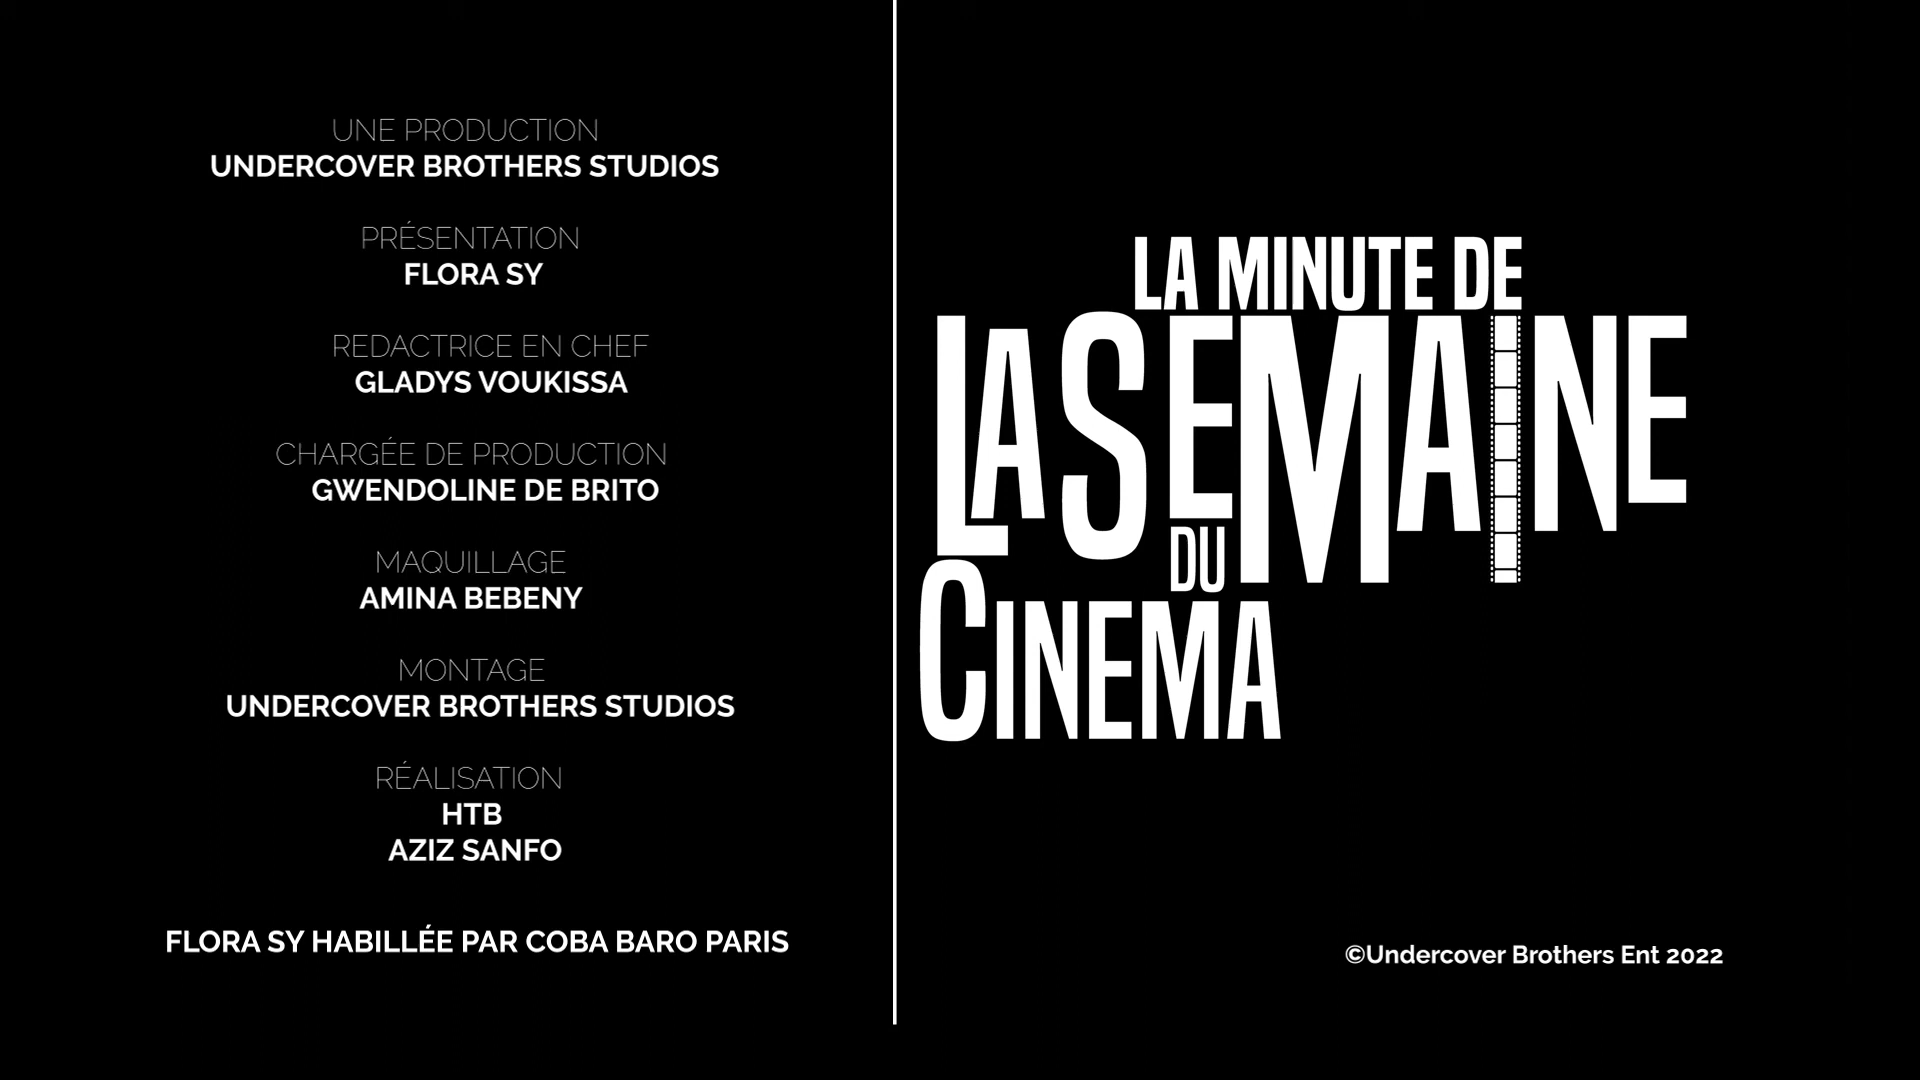 UNE PRODUCTION
UNDERCOVER BROTHERS STUDIOS
PRÉSENTATION
FLORA SY
REDACTRICE EN CHEF
GLADYS VOUKISSA
CHARGÉE DE PRODUCTION
GWENDOLINE DE BRITO
MAQUILLAGE
AMINA BEBENY
MONTAGE
UNDERCOVER BROTHERS STUDIOS
RÉALISATION
HTB
AZIZ SANFO
FLORA SY HABILLÉE PAR COBA BARO PARIS
LA MINUTE DE
LA SEMAINE
DU
CINEMA
©Undercover Brothers Ent 2022